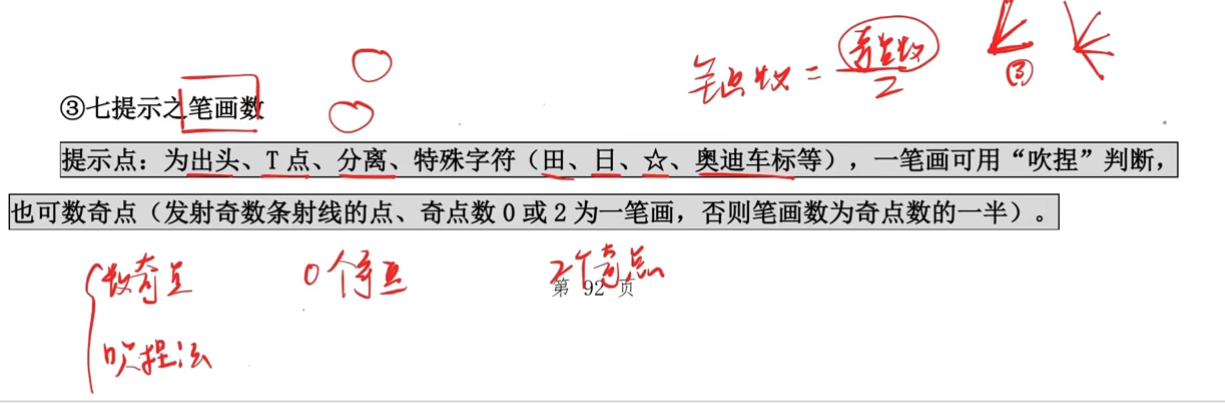 笔画数 = 奇点数 / 2
③
③七提示之笔画数
提示点：为出头、T 点、分离、特殊字符（田、日、☆、奥迪车标等），一笔画可用“吹捏”判断，
也可数奇点（发射奇数条射线的点、奇点数 0 或 2 为一笔画，否则笔画数为奇点数的一半）。
数奇点 0个奇点 2个奇点
第 92 页
吹捏法